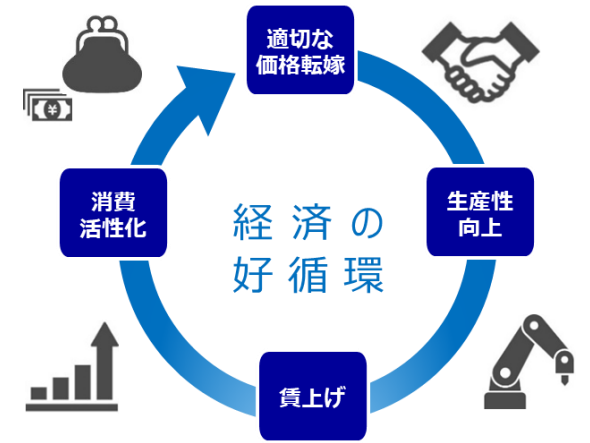 適切な
価格転嫁
消費
活性化
経済の
好循環
生産性
向上
賃上げ
¥